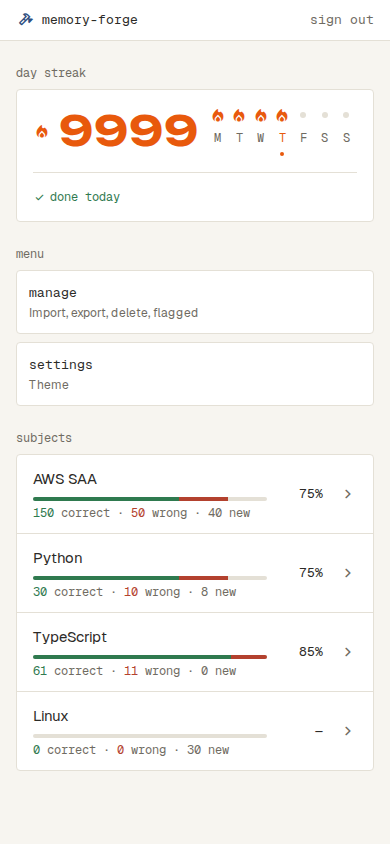 memory-forge
sign out
day streak
9999
M T W T F S S
done today
menu
manage
Import, export, delete, flagged
settings
Theme
subjects
AWS SAA
75%
150 correct · 50 wrong · 40 new
Python
75%
30 correct · 10 wrong · 8 new
TypeScript
85%
61 correct · 11 wrong · 0 new
Linux
–
0 correct · 0 wrong · 30 new